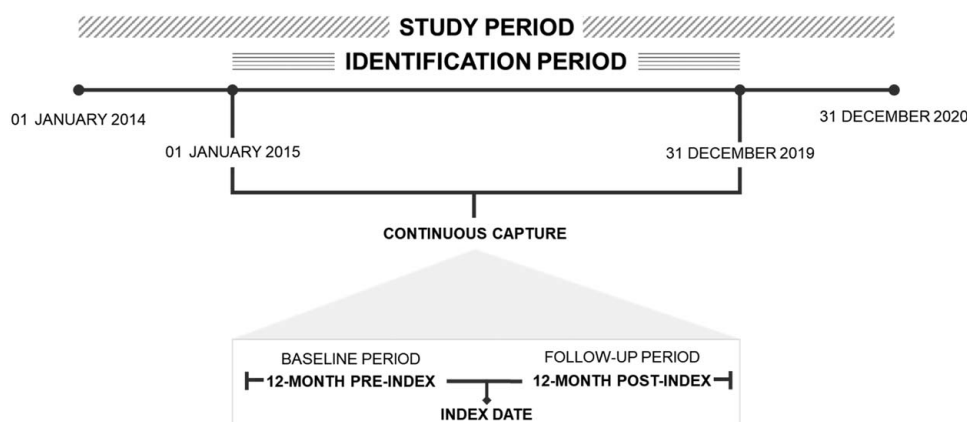 STUDY PERIOD
IDENTIFICATION PERIOD
01 JANUARY 2014
31 DECEMBER 2020
01 JANUARY 2015
31 DECEMBER 2019
CONTINUOUS CAPTURE
BASELINE PERIOD
FOLLOW-UP PERIOD
12-MONTH PRE-INDEX
12-MONTH POST-INDEX
INDEX DATE